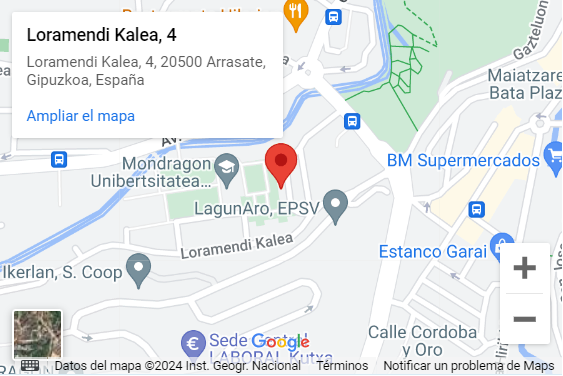 Loramendi Kalea, 4
Loramendi Kalea, 4, 20500 Arrasate,
Gipuzkoa, España
Ampliar el mapa
Gazteluon
Maiatzare
Bata Plaz
Mondragon
Unibertsitatea...
BM Supermercados
LagunAro, EPSV
Loramendi Kalea
Estanco Garai
Ikerlan, S. Coop
Calle Cordoba
y Oro
Sede Central
LABORAL Kutxa
Google
Datos del mapa ©2024 Inst. Geogr. Nacional
Términos
Notificar un problema de Maps